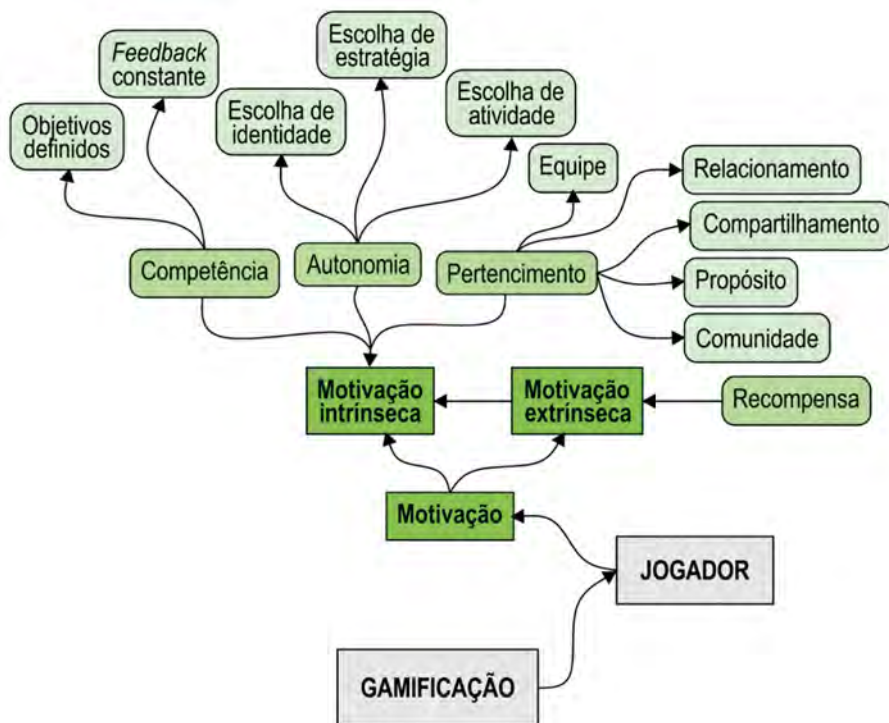 Feedback
constante
Escolha de
estratégia
Objetivos
definidos
Escolha de
identidade
Escolha de
atividade
Equipe
Relacionamento
Compartilhamento
Competência
Autonomia
Pertencimento
Propósito
Comunidade
Motivação
intrínseca
Motivação
extrínseca
Recompensa
Motivação
JOGADOR
GAMIFICAÇÃO